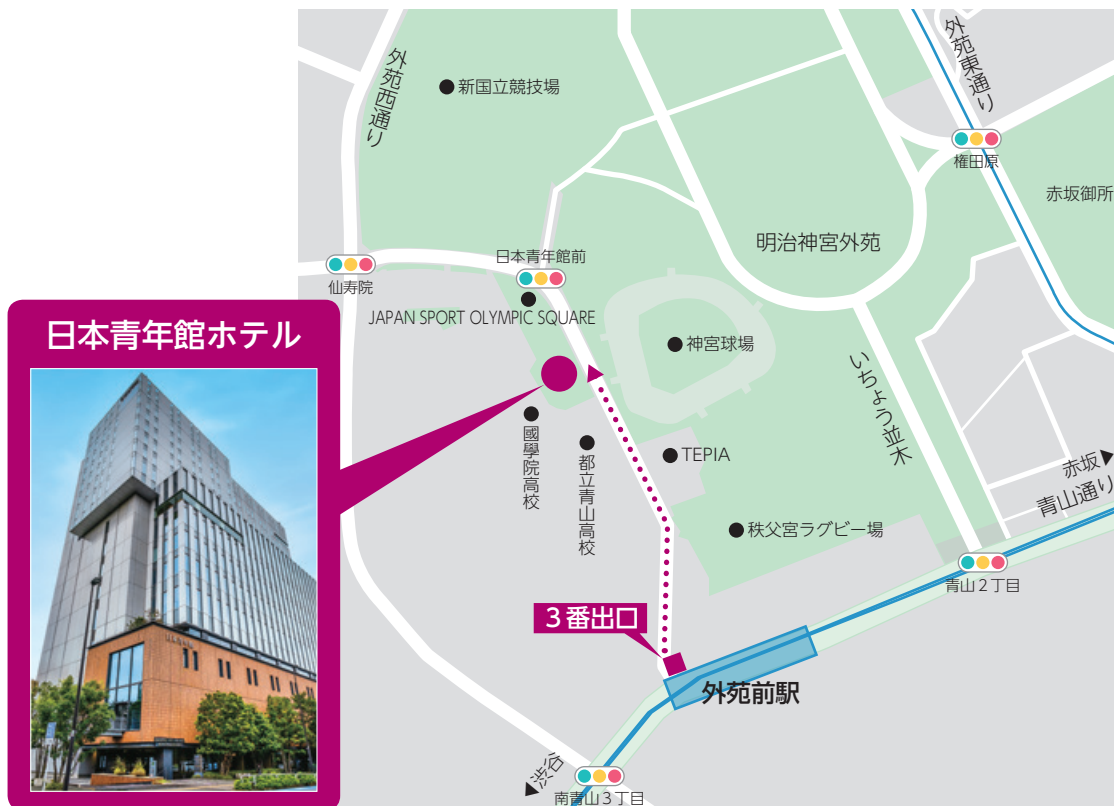 外苑西通り
新国立競技場
外苑東通り
権田原
赤坂御所
明治神宮外苑
日本青年館前
仙寿院
JAPAN SPORT OLYMPIC SQUARE
日本青年館ホテル
神宮球場
いちょう並木
國學院高校
都立青山高校
TEPIA
赤坂▶
青山通り
秩父宮ラグビー場
青山2丁目
3番出口
外苑前駅
◀渋谷
南青山3丁目